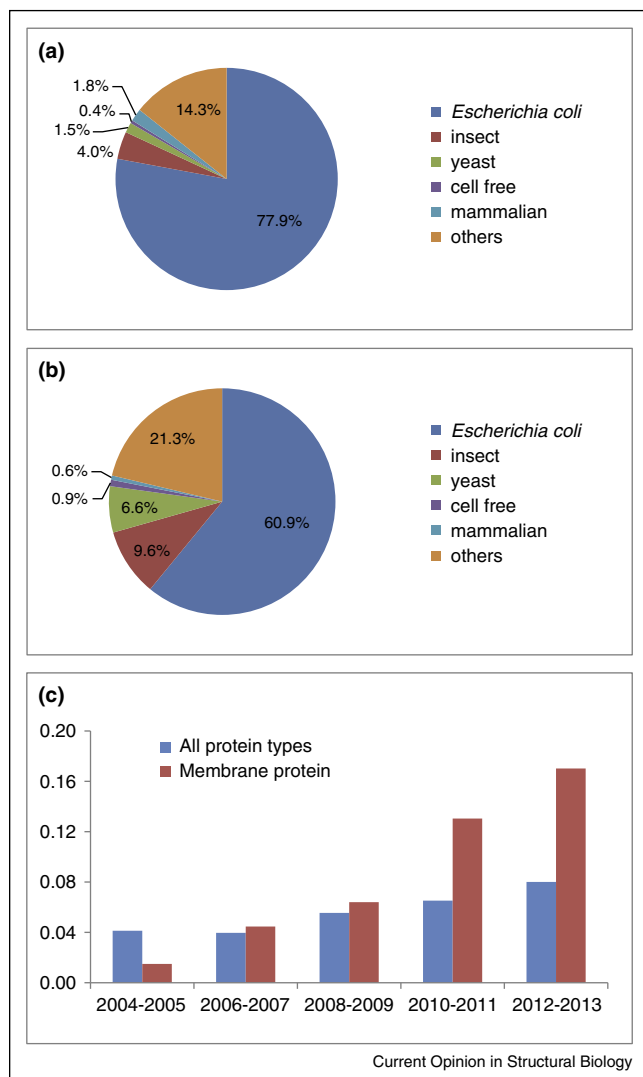 (a)
1.8%
0.4%
1.5%
4.0%
14.3%
77.9%
Escherichia coli
insect
yeast
cell free
mammalian
others
(b)
0.6%
0.9%
6.6%
9.6%
21.3%
60.9%
Escherichia coli
insect
yeast
cell free
mammalian
others
(c)
0.20
0.16
0.12
0.08
0.04
0.00
All protein types
Membrane protein
2004-2005 2006-2007 2008-2009 2010-2011 2012-2013
Current Opinion in Structural Biology